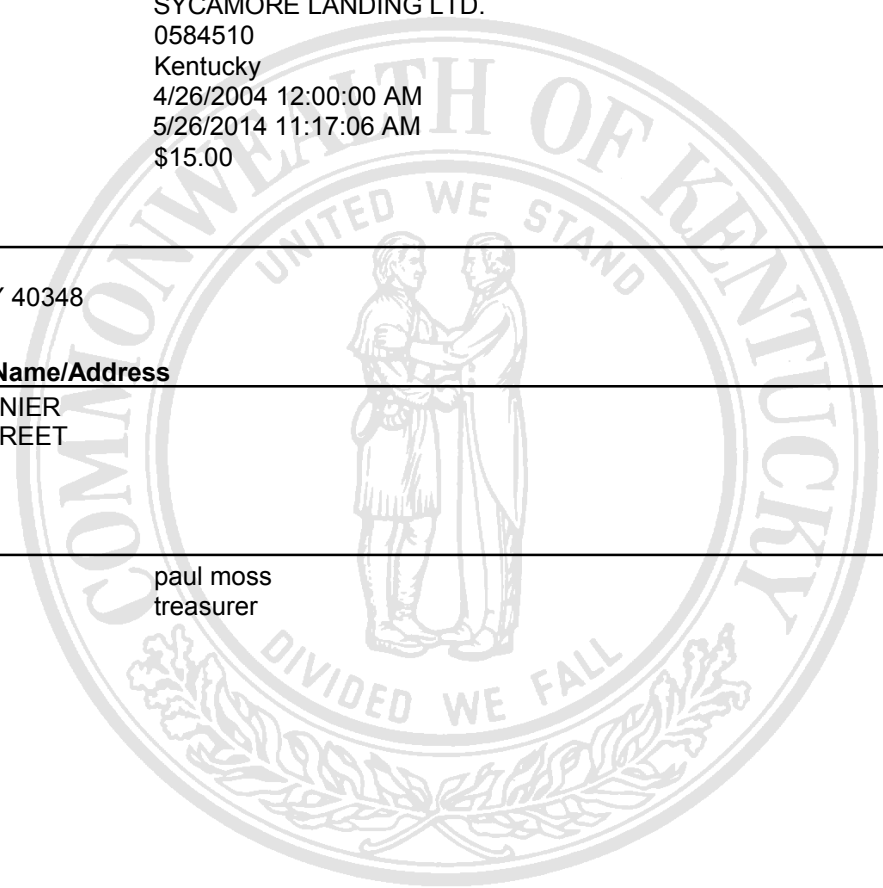 SYCAMORE LANDING LTD.
0584510
Kentucky
4/26/2004 12:00:00 AM
5/26/2014 11:17:06 AM
$15.00
Y 40348
Name/Address
NIER
REET
paul moss
treasurer
COMMONWEALTH OF KENTUCKY
UNITED WE STAND
DIVIDED WE FALL